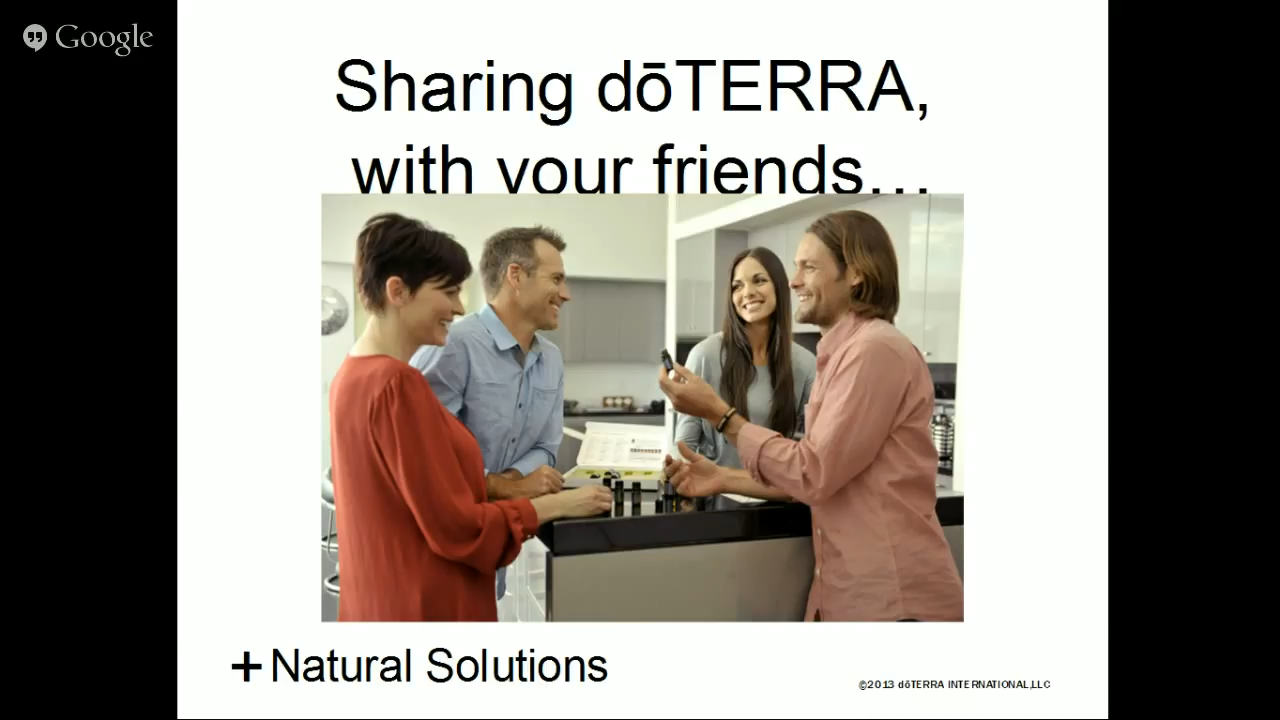 Google
Sharing dōTERRA,
with your friends...
+Natural Solutions
©2013 dōTERRA INTERNATIONAL,LLC